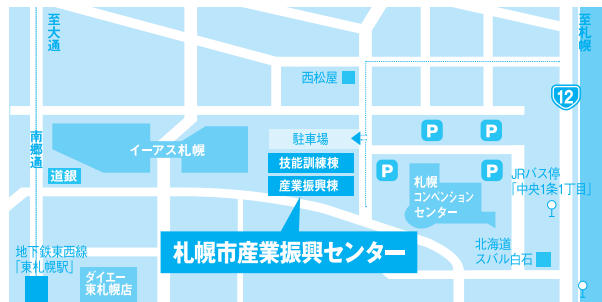 至大通
至札幌
西松屋
12
南郷通
駐車場
P
P
イーアス札幌
技能訓練棟
道銀
産業振興棟
P
P
札幌
コンベンション
センター
JRバス停
「中央1条1丁目」
札幌市産業振興センター
地下鉄東西線
「東札幌駅」
ダイエー
東札幌店
北海道
スバル白石